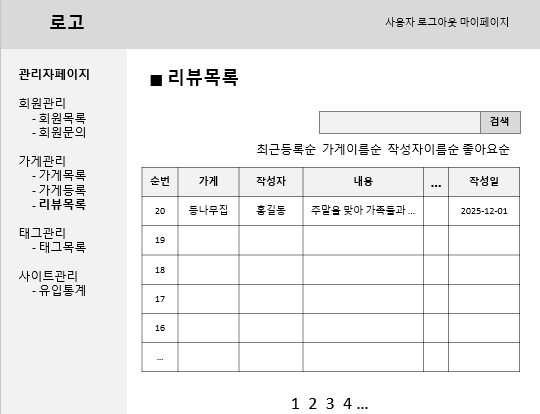 로고
사용자 로그아웃 마이페이지
관리자페이지
회원관리
- 회원목록
- 회원문의
가게관리
- 가게목록
- 가게등록
- 리뷰목록
태그관리
- 태그목록
사이트관리
- 유입통계
■ 리뷰목록
검색
최근등록순 가게이름순 작성자이름순 좋아요순
순번 가게 작성자 내용 ... 작성일
20 등나무집 홍길동 주말을 맞아 가족들과 ... 2025-12-01
19
18
17
16
...
1 2 3 4 ...